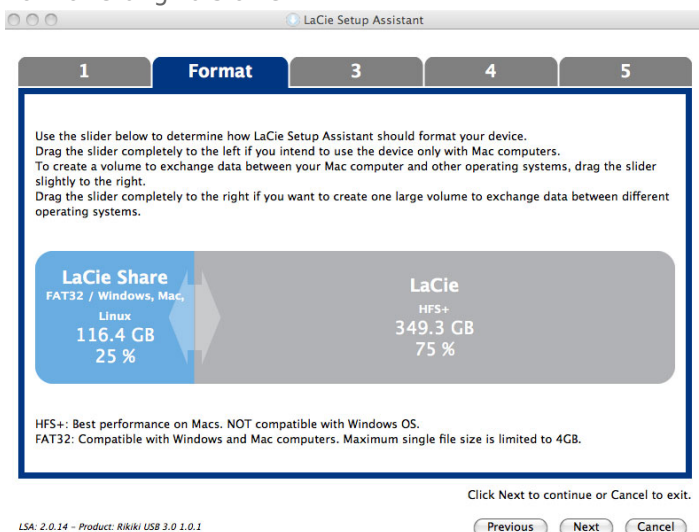 LaCie Setup Assistant
1 Format 3 4 5
Use the slider below to determine how LaCie Setup Assistant should format your device.
Drag the slider completely to the left if you intend to use the device only with Mac computers.
To create a volume to exchange data between your Mac computer and other operating systems, drag the slider
slightly to the right.
Drag the slider completely to the right if you want to create one large volume to exchange data between different
operating systems.
LaCie Share
FAT32 / Windows, Mac,
Linux
116.4 GB
25 %
LaCie
HFS+
349.3 GB
75 %
HFS+: Best performance on Macs. NOT compatible with Windows OS.
FAT32: Compatible with Windows and Mac computers. Maximum single file size is limited to 4GB.
Click Next to continue or Cancel to exit.
LSA: 2.0.14 – Product: Rikiki USB 3.0 1.0.1
Previous Next Cancel